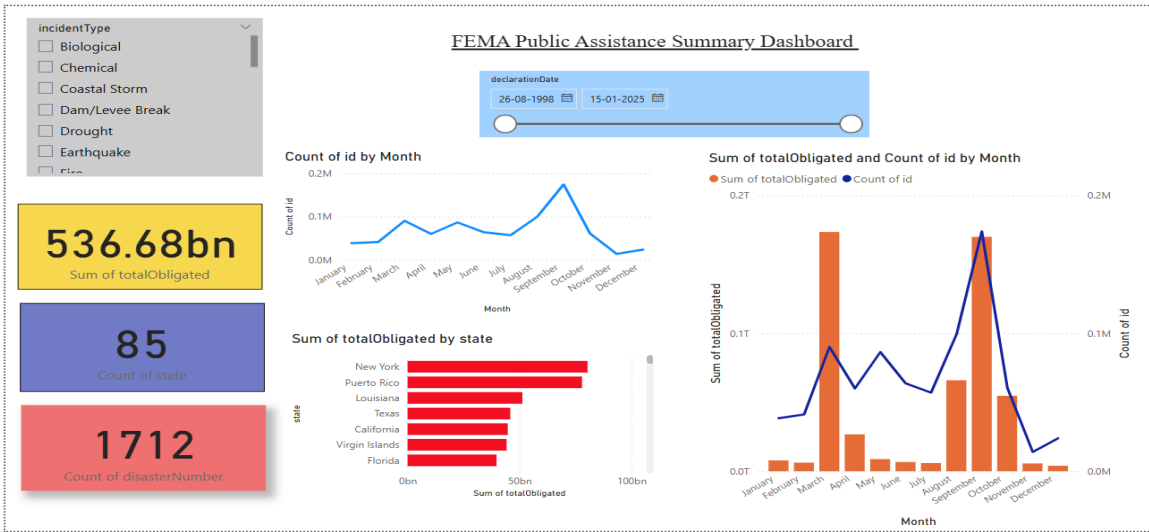 incidentType
Biological
Chemical
Coastal Storm
Dam/Levee Break
Drought
Earthquake
Fire
FEMA Public Assistance Summary Dashboard
declarationDate
26-08-1998
15-01-2025
536.68bn
Sum of totalObligated
85
Count of state
1712
Count of disasterNumber
Count of id by Month
Count of id
0.2M
0.1M
0.0M
January
February
March
April
May
June
July
August
September
October
November
December
Month
Sum of totalObligated by state
state
New York
Puerto Rico
Louisiana
Texas
California
Virgin Islands
Florida
0bn
50bn
100bn
Sum of totalObligated
Sum of totalObligated and Count of id by Month
Sum of totalObligated
Count of id
Sum of totalObligated
0.2T
0.1T
0.0T
0.2M
0.1M
0.0M
Count of id
January
February
March
April
May
June
July
August
September
October
November
December
Month